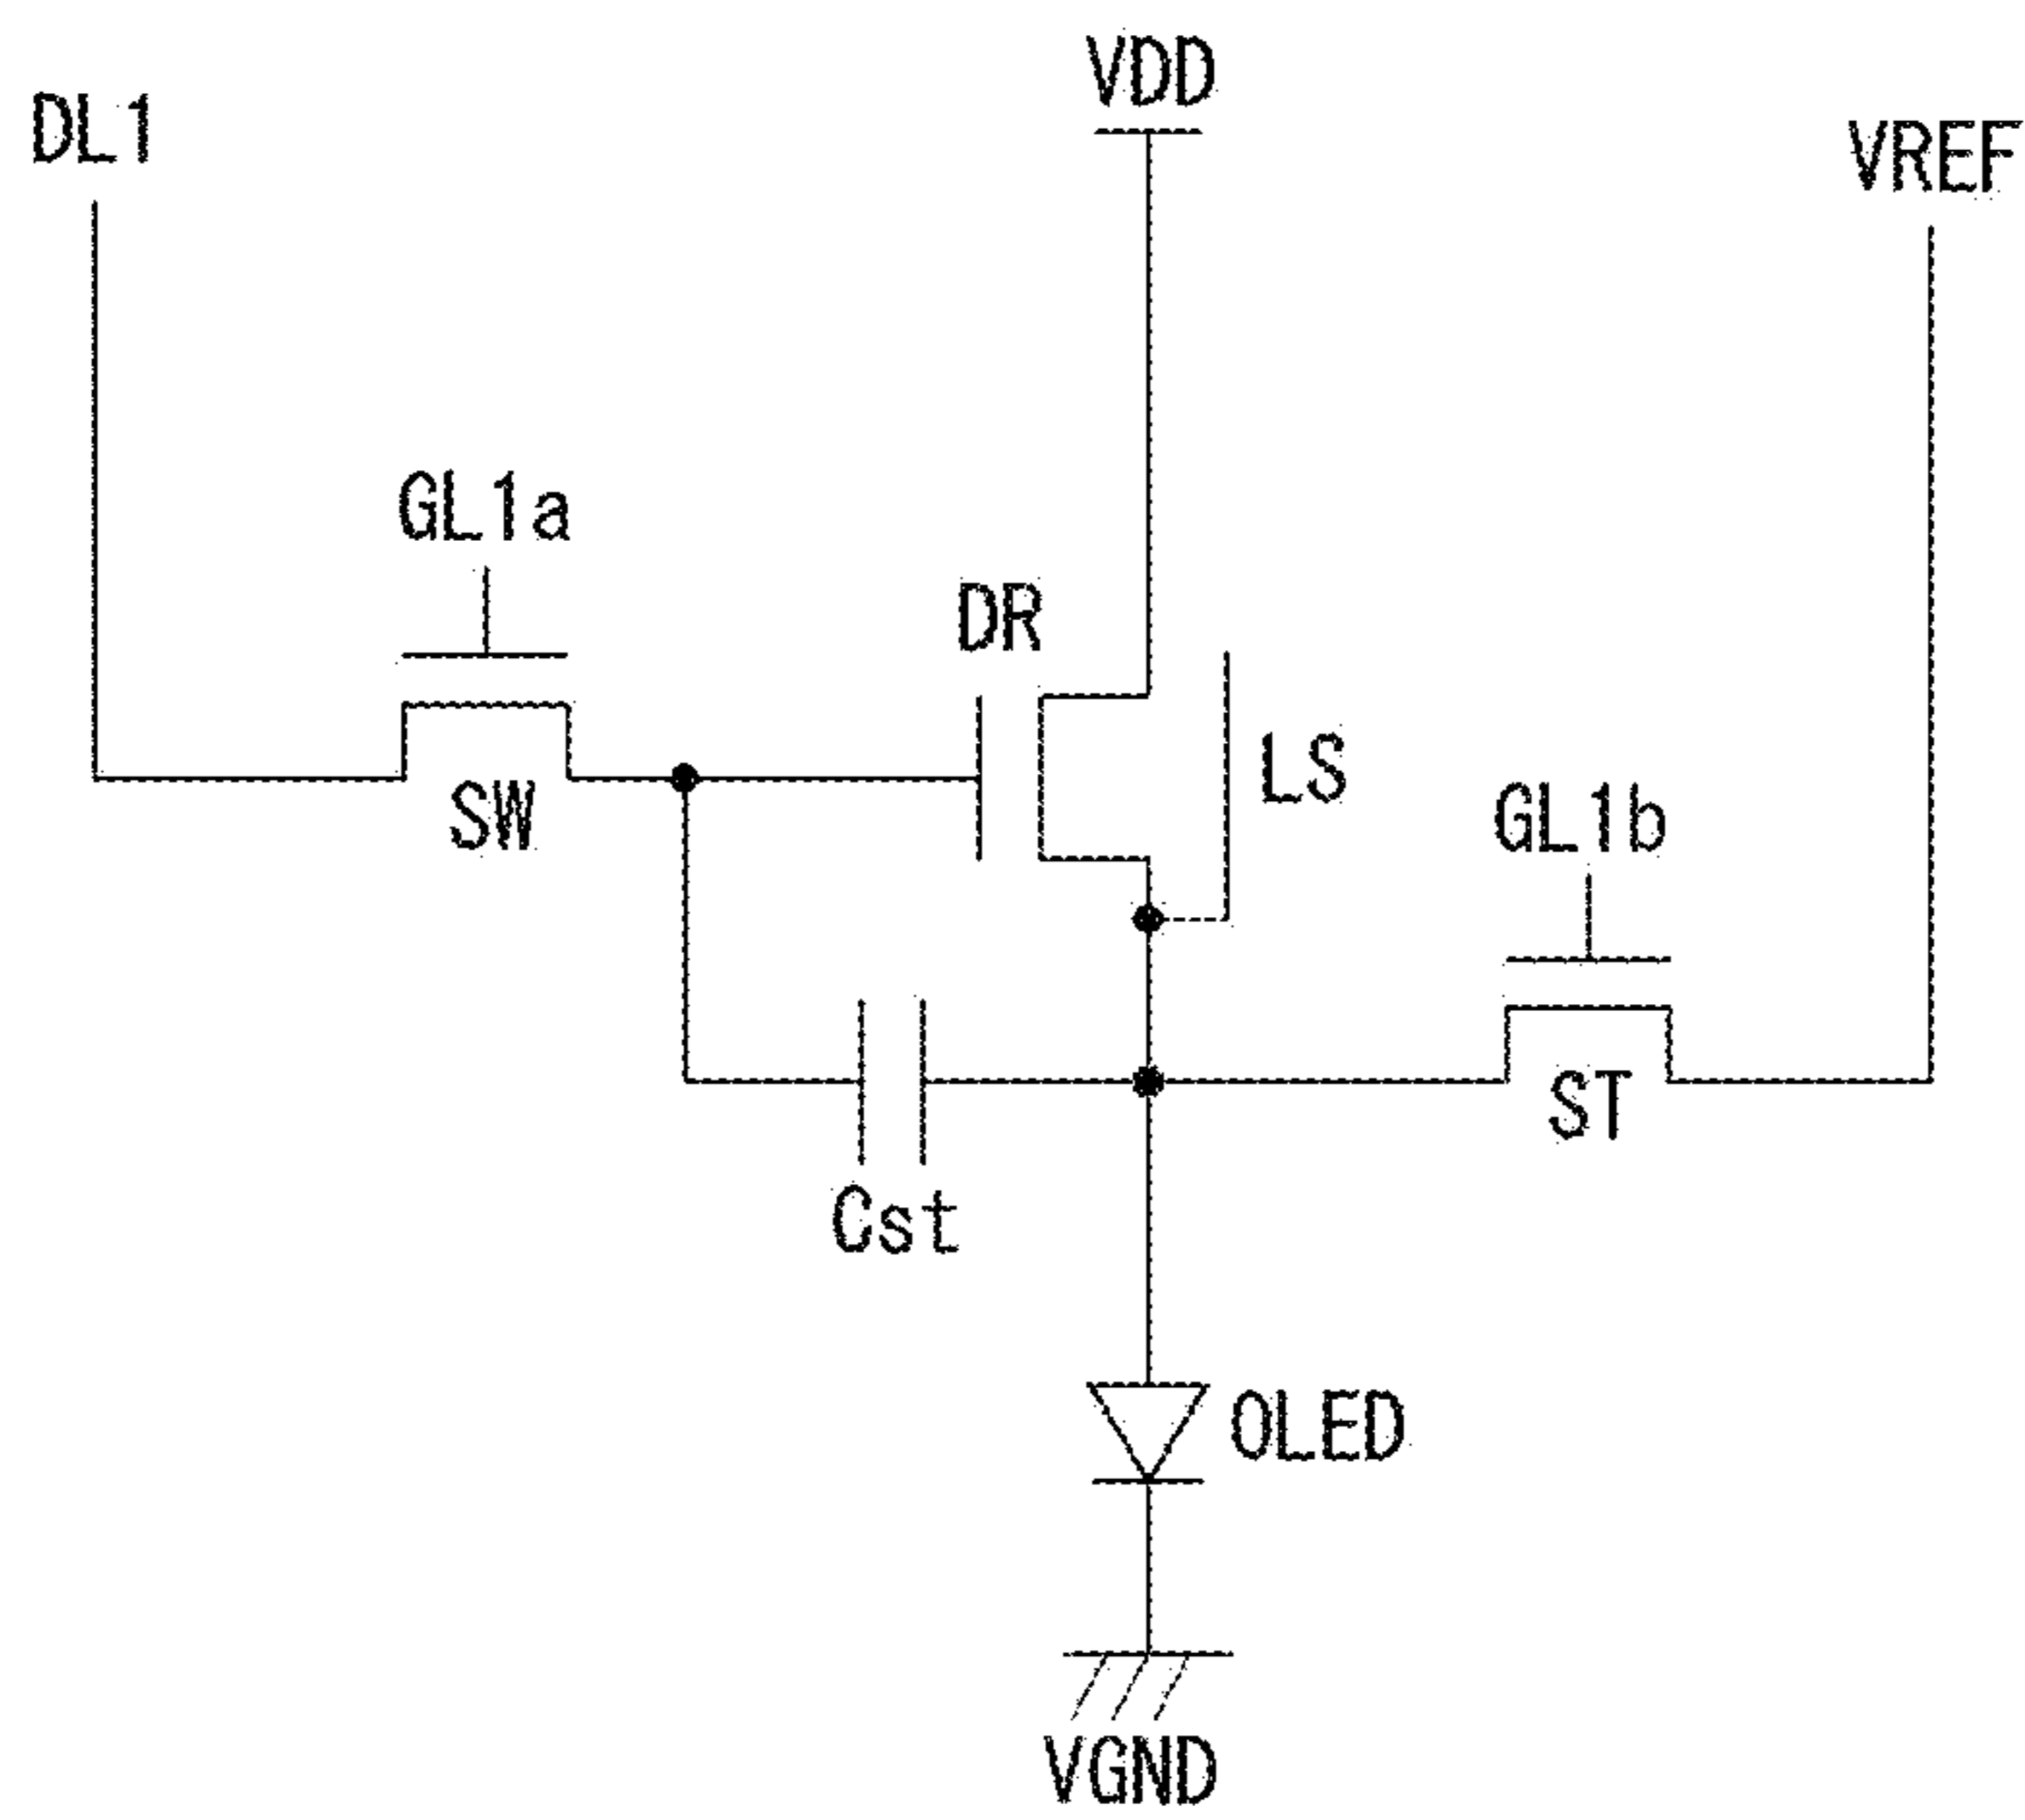 VDD
DL1
VREF
GL1a
DR
LS
SW
GL1b
ST
Cst
OLED
VGND